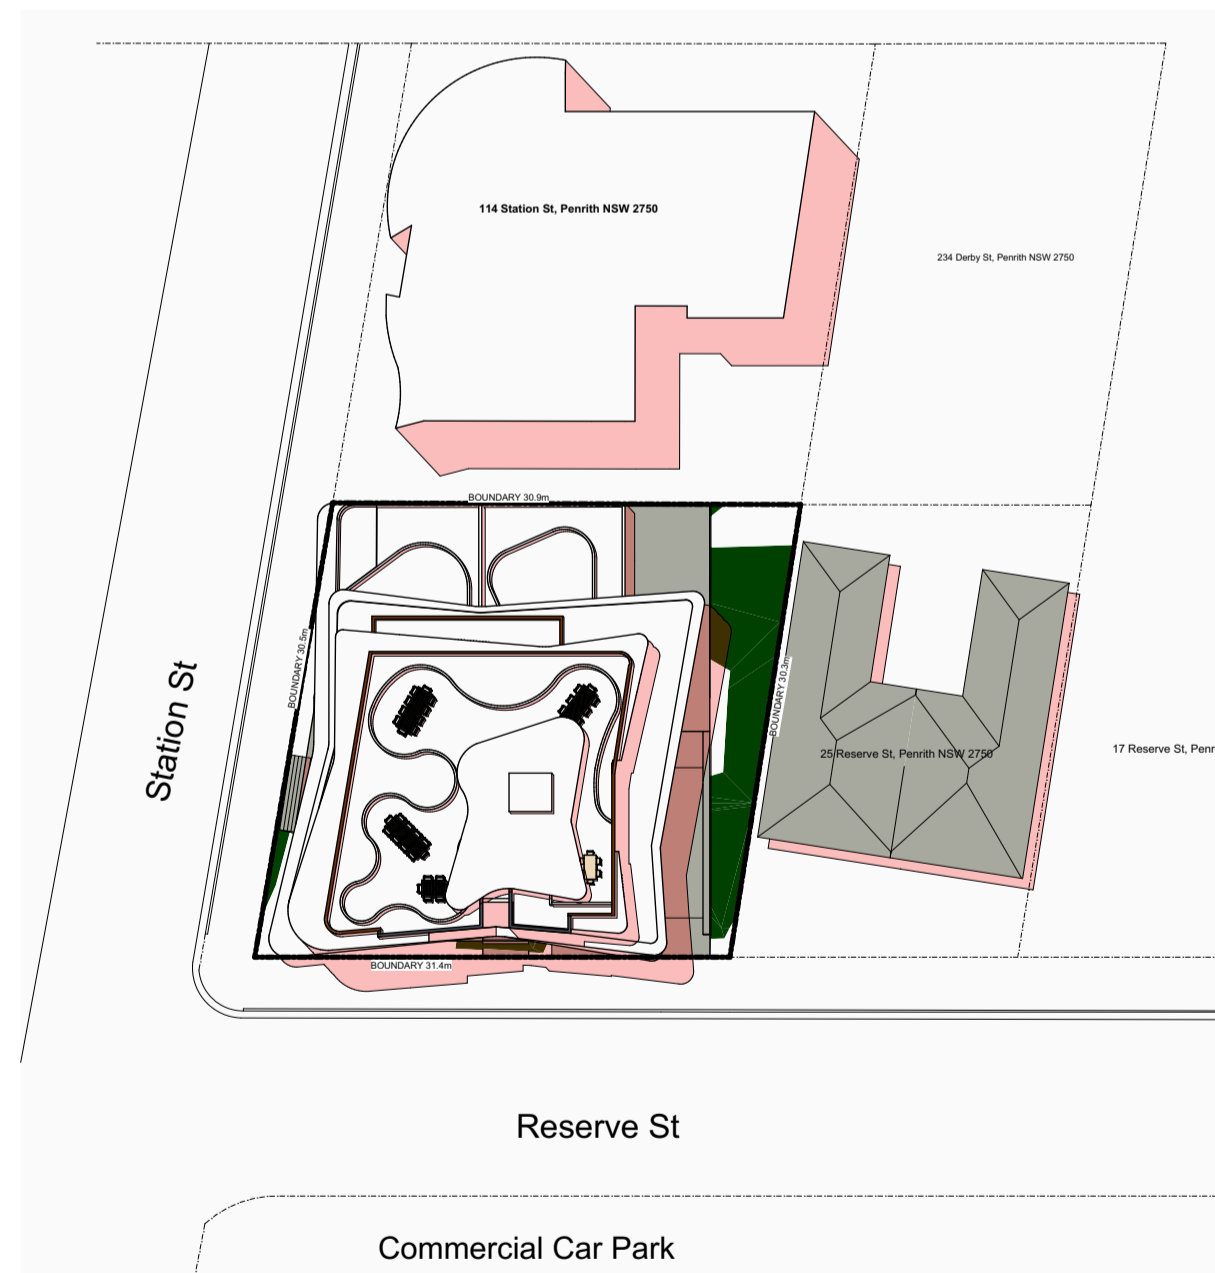 114 Station St, Penrith NSW 2750
234 Derby St, Penrith NSW 2750
BOUNDARY 30.9m
BOUNDARY 30.5m
BOUNDARY 30.3m
Station St
25 Reserve St, Penrith NSW 2750
17 Reserve St, Penr
BOUNDARY 31.4m
Reserve St
Commercial Car Park